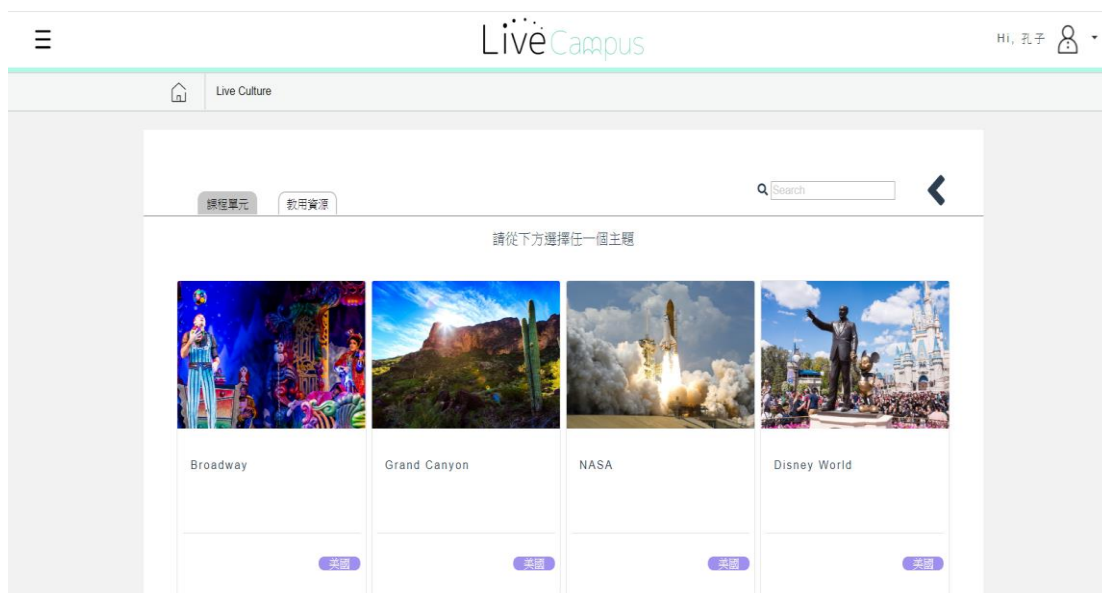 Live Campus
Hi, 孔子
Live Culture
課程單元
教用資源
Search
請從下方選擇任一個主題
Broadway
Grand Canyon
NASA
Disney World
美國
美國
美國
美國